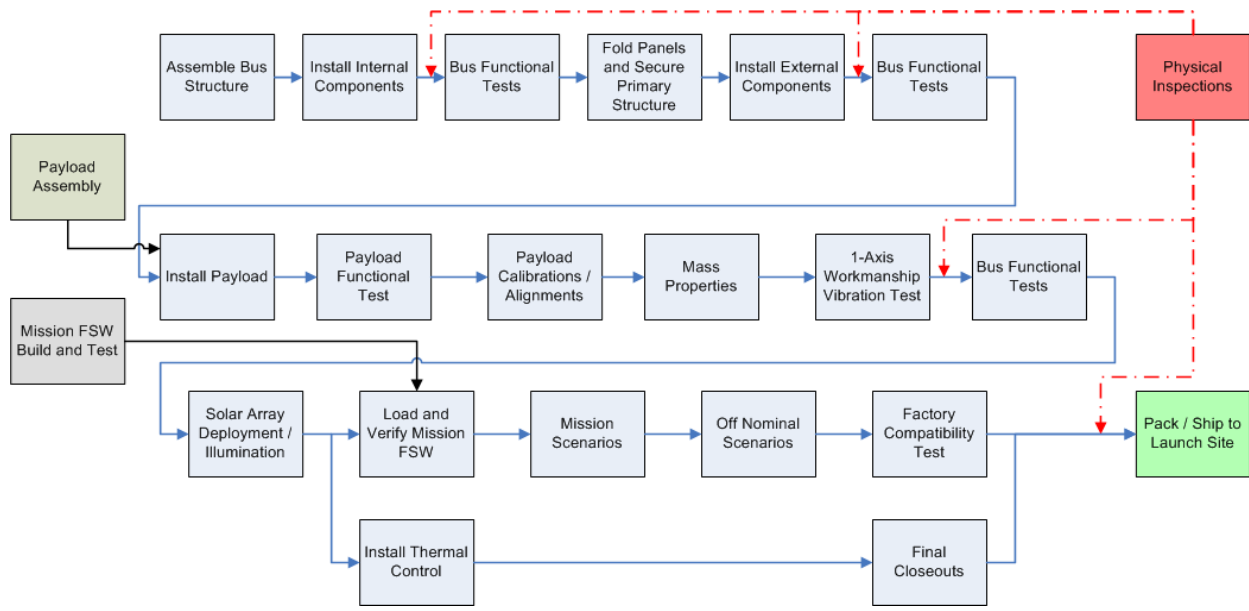 Assemble Bus
Structure
Install Internal
Components
Bus Functional
Tests
Fold Panels
and Secure
Primary
Structure
Install External
Components
Bus Functional
Tests
Physical
Inspections
Payload
Assembly
Install Payload
Payload
Functional
Test
Payload
Calibrations /
Alignments
Mass
Properties
1-Axis
Workmanship
Vibration Test
Bus Functional
Tests
Mission FSW
Build and Test
Solar Array
Deployment /
Illumination
Load and
Verify Mission
FSW
Mission
Scenarios
Off Nominal
Scenarios
Factory
Compatibility
Test
Pack / Ship to
Launch Site
Install Thermal
Control
Final
Closeouts